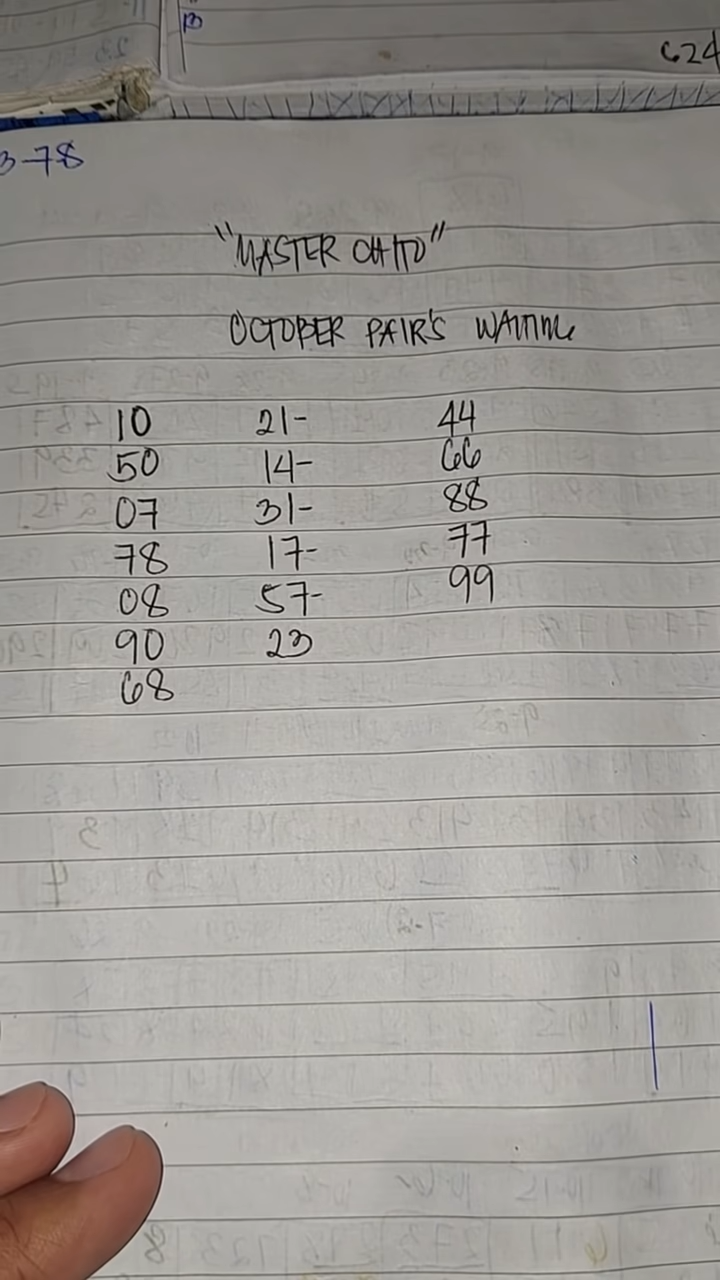 624
3-78
"MASTER CHITO"
OCTOBER PAIR'S WAITING
10 21- 44
50 14- 66
07 31- 88
78 17- 77
08 57- 99
90 23
68